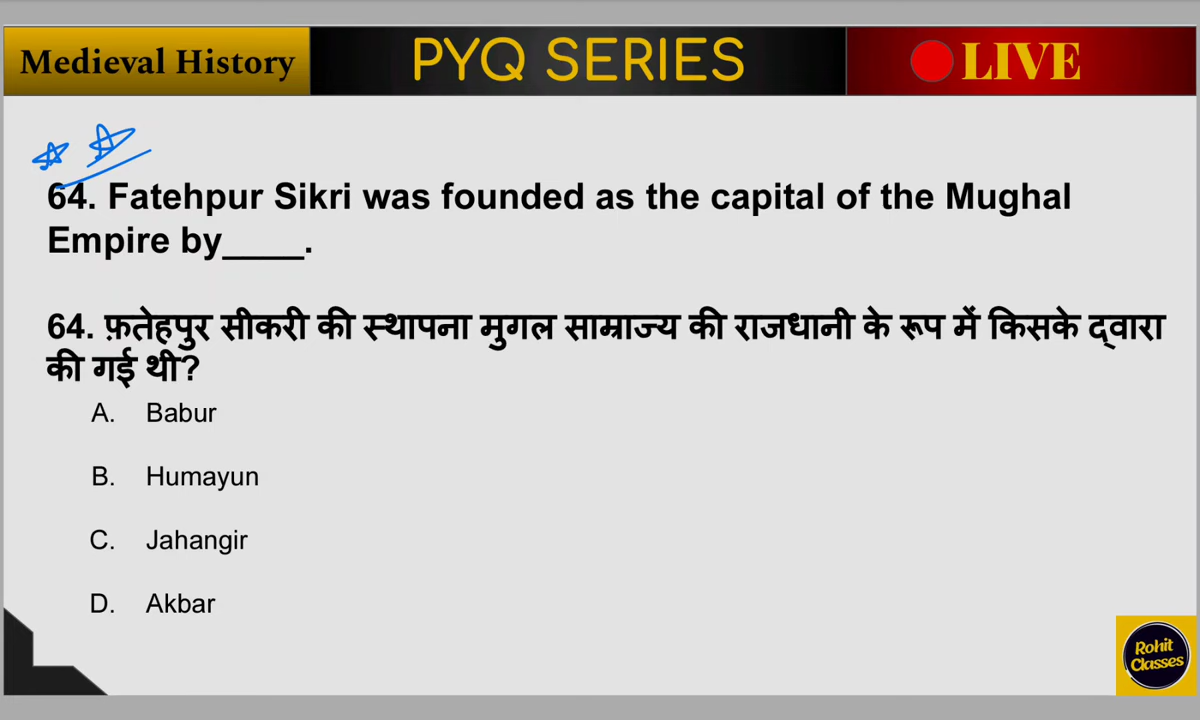 Medieval History
PYQ SERIES
LIVE
64. Fatehpur Sikri was founded as the capital of the Mughal
Empire by____.
64. फ़तेहपुर सीकरी की स्थापना मुगल साम्राज्य की राजधानी के रूप में किसके द्वारा
की गई थी?
A. Babur
B. Humayun
C. Jahangir
D. Akbar
Rohit
Classes